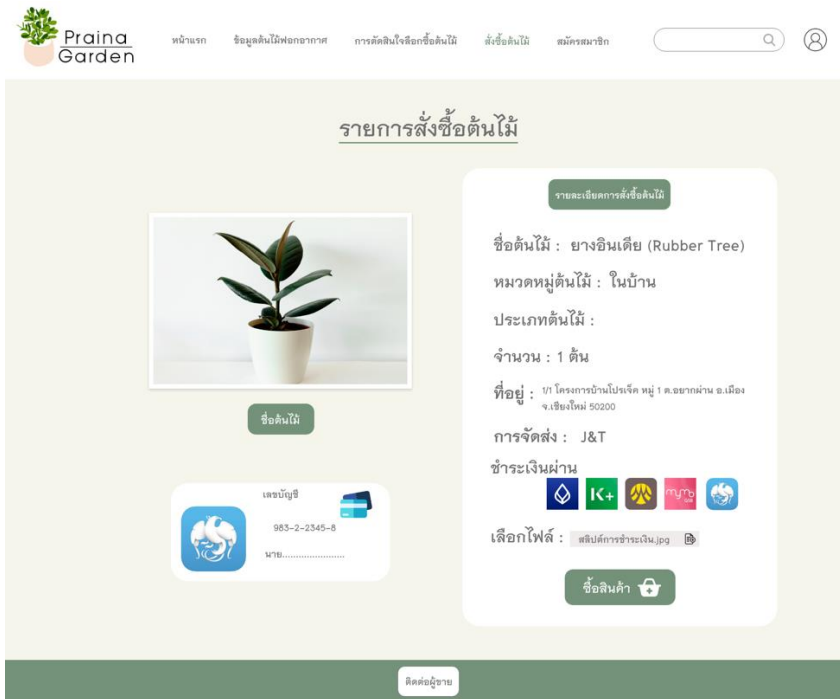 Praina
Garden
หน้าแรก
ข้อมูลต้นไม้ฟอกอากาศ
การตัดสินใจลือกซื้อต้นไม้
สั่งซื้อต้นไม้
สมัครสมาชิก
รายการสั่งซื้อต้นไม้
ชื่อต้นไม้
เลขบัญชี
983-2-2345-8
นาย......................
รายละเอียดการสั่งซื้อต้นไม้
ชื่อต้นไม้ : ยางอินเดีย (Rubber Tree)
หมวดหมู่ต้นไม้ : ในบ้าน
ประเภทต้นไม้ :
จำนวน : 1 ต้น
ที่อยู่ : 1/1 โครงการบ้านโปรเจ็ค หมู่ 1 ต.อยากผ่าน อ.เมือง
จ.เชียงใหม่ 50200
การจัดส่ง : J&T
ชำระเงินผ่าน
K+
mymo
เลือกไฟล์ : สลิปต์การชำระเงิน.jpg
ซื้อสินค้า
ติดต่อผู้ขาย